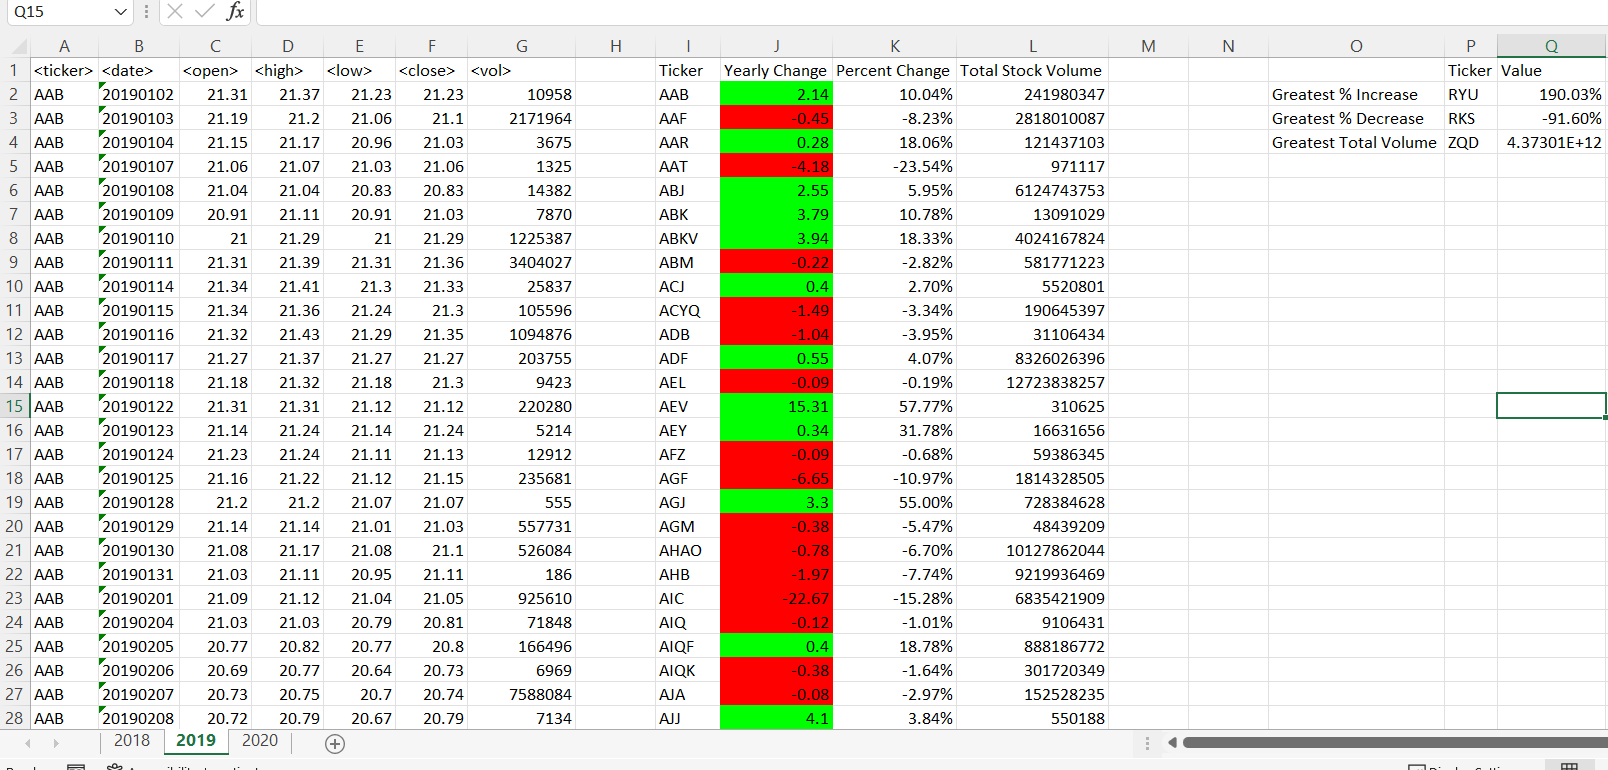 Q15 fx
A B C D E F G H I J K L M N O P Q
1 <ticker> <date> <open> <high> <low> <close> <vol> Ticker Yearly Change Percent Change Total Stock Volume Ticker Value
2 AAB 20190102 21.31 21.37 21.23 21.23 10958 AAB 2.14 10.04% 241980347 Greatest % Increase RYU 190.03%
3 AAB 20190103 21.19 21.2 21.06 21.1 2171964 AAF -0.45 -8.23% 2818010087 Greatest % Decrease RKS -91.60%
4 AAB 20190104 21.15 21.17 20.96 21.03 3675 AAR 0.28 18.06% 121437103 Greatest Total Volume ZQD 4.37301E+12
5 AAB 20190107 21.06 21.07 21.03 21.06 1325 AAT -4.18 -23.54% 971117
6 AAB 20190108 21.04 21.04 20.83 20.83 14382 ABJ 2.55 5.95% 6124743753
7 AAB 20190109 20.91 21.11 20.91 21.03 7870 ABK 3.79 10.78% 13091029
8 AAB 20190110 21 21.29 21 21.29 1225387 ABKV 3.94 18.33% 4024167824
9 AAB 20190111 21.31 21.39 21.31 21.36 3404027 ABM -0.22 -2.82% 581771223
10 AAB 20190114 21.34 21.41 21.3 21.33 25837 ACJ 0.4 2.70% 5520801
11 AAB 20190115 21.34 21.36 21.24 21.3 105596 ACYQ -1.49 -3.34% 190645397
12 AAB 20190116 21.32 21.43 21.29 21.35 1094876 ADB -1.04 -3.95% 31106434
13 AAB 20190117 21.27 21.37 21.27 21.27 203755 ADF 0.55 4.07% 8326026396
14 AAB 20190118 21.18 21.32 21.18 21.3 9423 AEL -0.09 -0.19% 12723838257
15 AAB 20190122 21.31 21.31 21.12 21.12 220280 AEV 15.31 57.77% 310625
16 AAB 20190123 21.14 21.24 21.14 21.24 5214 AEY 0.34 31.78% 16631656
17 AAB 20190124 21.23 21.24 21.11 21.13 12912 AFZ -0.09 -0.68% 59386345
18 AAB 20190125 21.16 21.22 21.12 21.15 235681 AGF -6.65 -10.97% 1814328505
19 AAB 20190128 21.2 21.2 21.07 21.07 555 AGJ 3.3 55.00% 728384628
20 AAB 20190129 21.14 21.14 21.01 21.03 557731 AGM -0.38 -5.47% 48439209
21 AAB 20190130 21.08 21.17 21.08 21.1 526084 AHAO -0.78 -6.70% 10127862044
22 AAB 20190131 21.03 21.11 20.95 21.11 186 AHB -1.97 -7.74% 9219936469
23 AAB 20190201 21.09 21.12 21.04 21.05 925610 AIC -22.67 -15.28% 6835421909
24 AAB 20190204 21.03 21.03 20.79 20.81 71848 AIQ -0.12 -1.01% 9106431
25 AAB 20190205 20.77 20.82 20.77 20.8 166496 AIQF 0.4 18.78% 888186772
26 AAB 20190206 20.69 20.77 20.64 20.73 6969 AIQK -0.38 -1.64% 301720349
27 AAB 20190207 20.73 20.75 20.7 20.74 7588084 AJA -0.08 -2.97% 152528235
28 AAB 20190208 20.72 20.79 20.67 20.79 7134 AJJ 4.1 3.84% 550188
2018 2019 2020